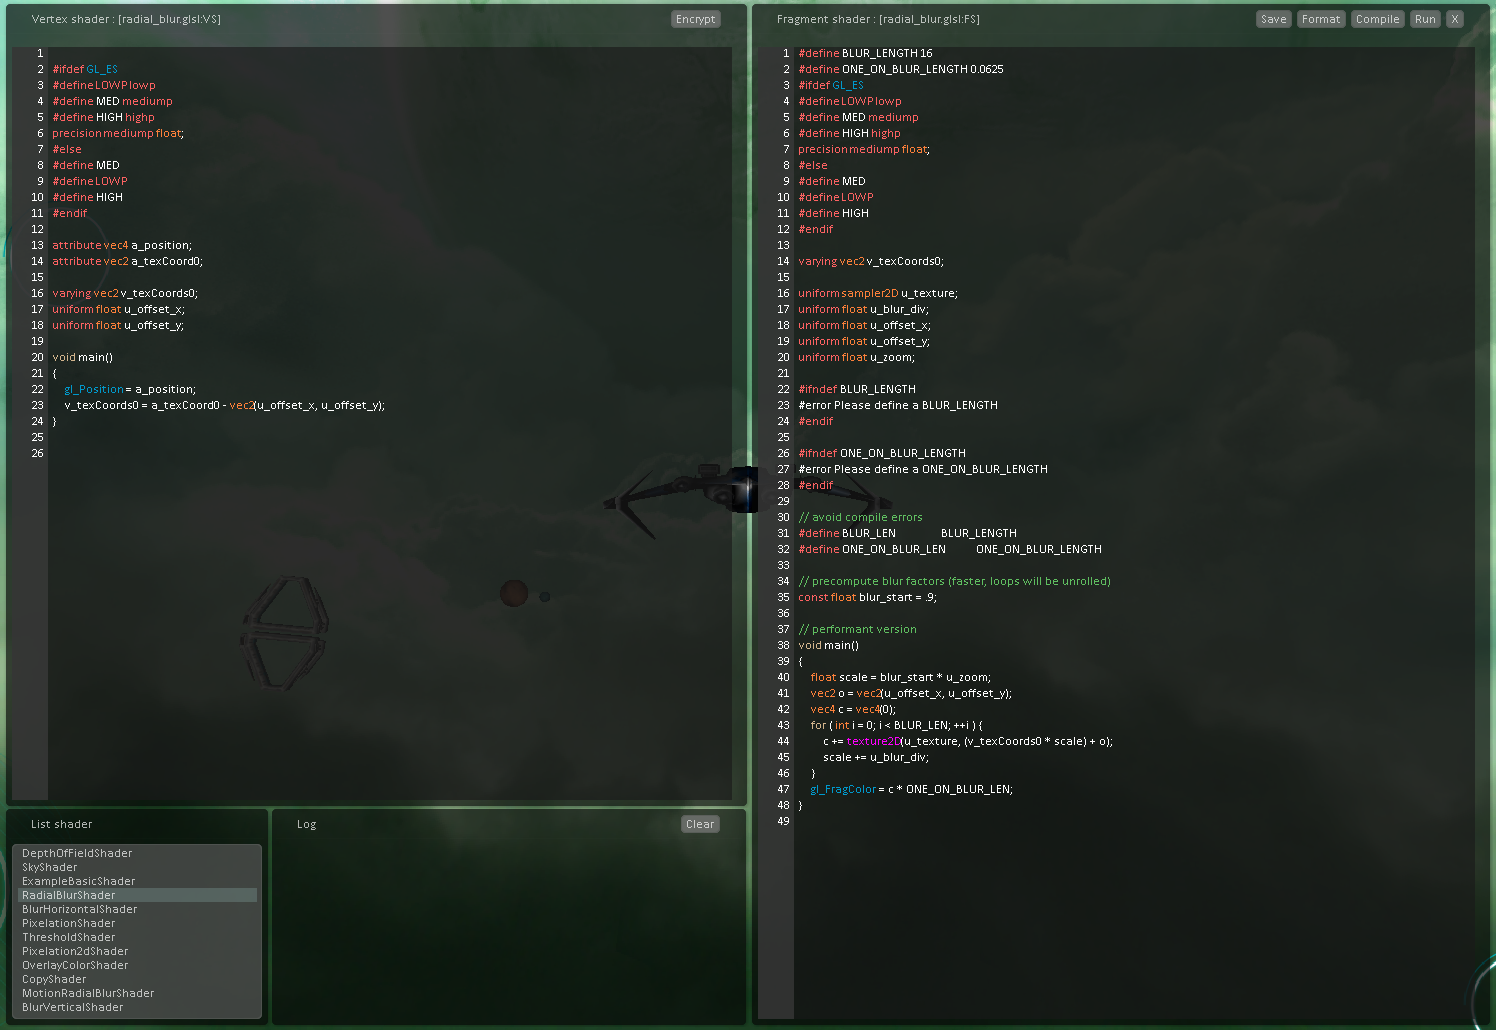 Vertex shader : [radial_blur.glsl:VS]
Encrypt
1
2 #ifdef GL_ES
3 #define LOWP lowp
4 #define MED mediump
5 #define HIGH highp
6 precision mediump float;
7 #else
8 #define MED
9 #define LOWP
10 #define HIGH
11 #endif
12
13 attribute vec4 a_position;
14 attribute vec2 a_texCoord0;
15
16 varying vec2 v_texCoords0;
17 uniform float u_offset_x;
18 uniform float u_offset_y;
19
20 void main()
21 {
22     gl_Position = a_position;
23     v_texCoords0 = a_texCoord0 - vec2(u_offset_x, u_offset_y);
24 }
25
26
Fragment shader : [radial_blur.glsl:FS]
Save Format Compile Run X
1 #define BLUR_LENGTH 16
2 #define ONE_ON_BLUR_LENGTH 0.0625
3 #ifdef GL_ES
4 #define LOWP lowp
5 #define MED mediump
6 #define HIGH highp
7 precision mediump float;
8 #else
9 #define MED
10 #define LOWP
11 #define HIGH
12 #endif
13
14 varying vec2 v_texCoords0;
15
16 uniform sampler2D u_texture;
17 uniform float u_blur_div;
18 uniform float u_offset_x;
19 uniform float u_offset_y;
20 uniform float u_zoom;
21
22 #ifndef BLUR_LENGTH
23 #error Please define a BLUR_LENGTH
24 #endif
25
26 #ifndef ONE_ON_BLUR_LENGTH
27 #error Please define a ONE_ON_BLUR_LENGTH
28 #endif
29
30 // avoid compile errors
31 #define BLUR_LEN BLUR_LENGTH
32 #define ONE_ON_BLUR_LEN ONE_ON_BLUR_LENGTH
33
34 // precompute blur factors (faster, loops will be unrolled)
35 const float blur_start = .9;
36
37 // performant version
38 void main()
39 {
40     float scale = blur_start * u_zoom;
41     vec2 o = vec2(u_offset_x, u_offset_y);
42     vec4 c = vec4(0);
43     for ( int i = 0; i < BLUR_LEN; ++i ) {
44         c += texture2D(u_texture, (v_texCoords0 * scale) + o);
45         scale += u_blur_div;
46     }
47     gl_FragColor = c * ONE_ON_BLUR_LEN;
48 }
49
List shader
DepthOfFieldShader
SkyShader
ExampleBasicShader
RadialBlurShader
BlurHorizontalShader
PixelationShader
ThresholdShader
Pixelation2dShader
OverlayColorShader
CopyShader
MotionRadialBlurShader
BlurVerticalShader
Log
Clear